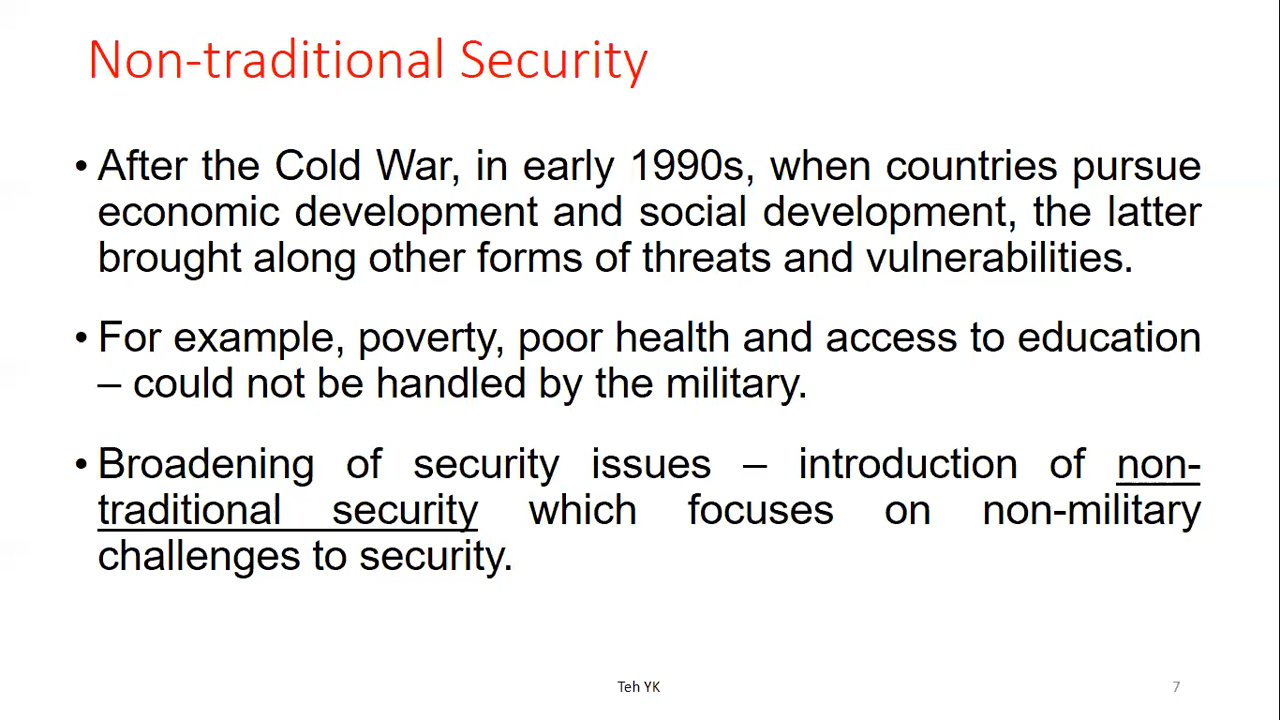 Non-traditional Security
• After the Cold War, in early 1990s, when countries pursue
economic development and social development, the latter
brought along other forms of threats and vulnerabilities.
• For example, poverty, poor health and access to education
– could not be handled by the military.
• Broadening of security issues – introduction of non-
traditional security which focuses on non-military
challenges to security.
Teh YK
7